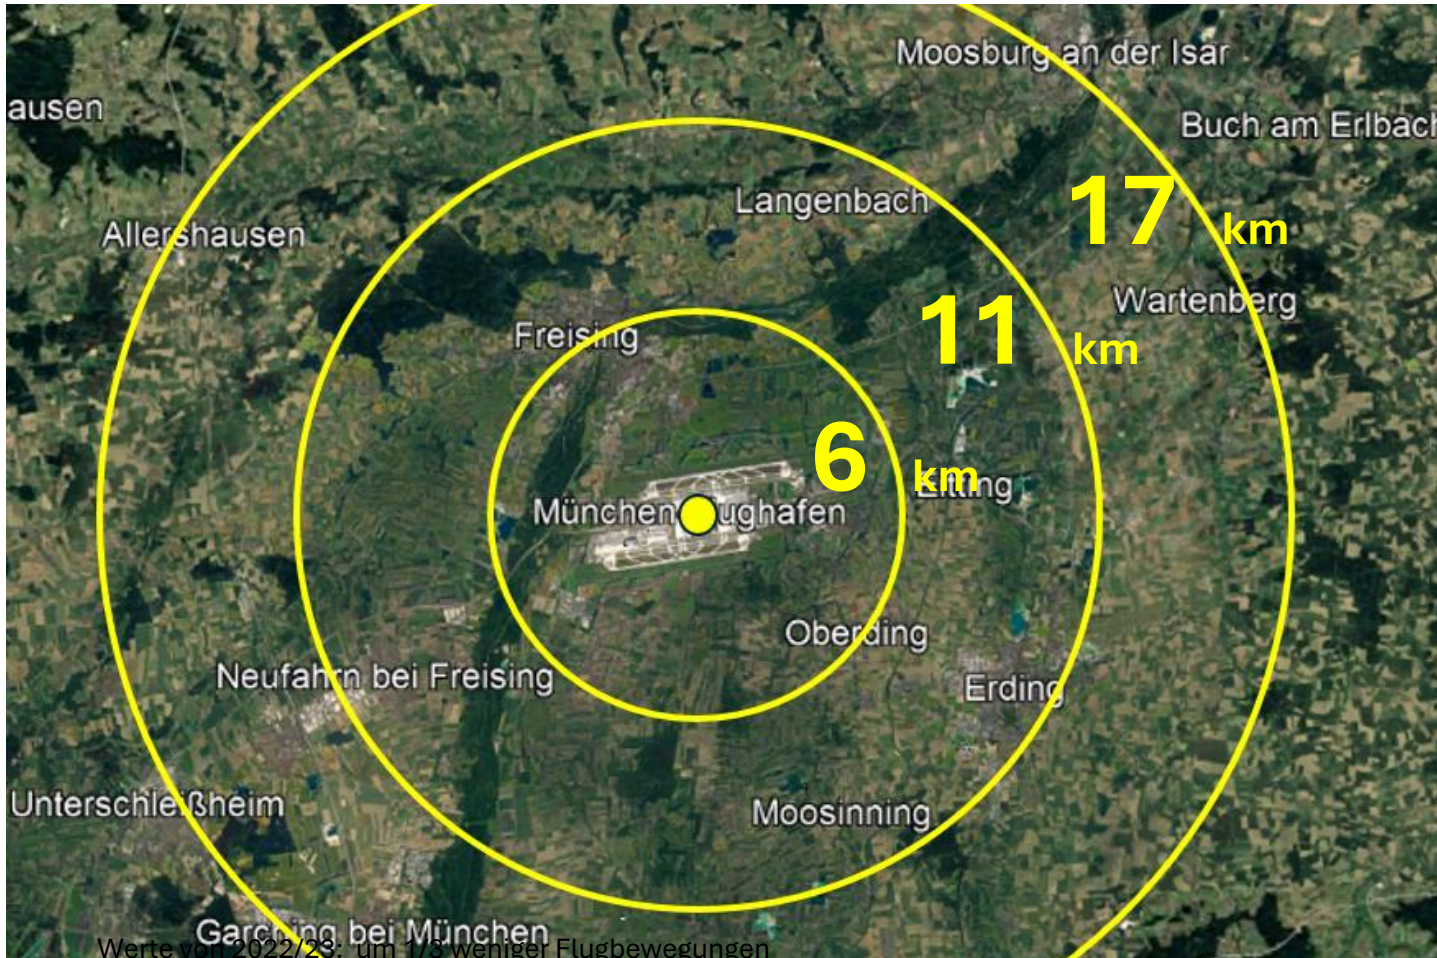 Moosburg an der Isar
ausen
Buch am Erlbach
Langenbach
17 km
Allershausen
Wartenberg
11 km
Freising
6 km
Eitting
München Flughafen
Oberding
Neufahrn bei Freising
Erding
Unterschleißheim
Moosinning
Garching bei München
Werte von 2022/23: um 1/3 weniger Flugbewegungen